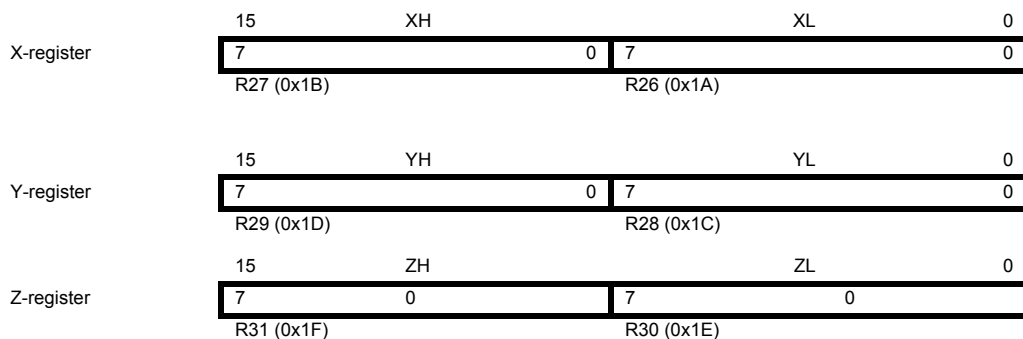 15 XH XL 0
X-register 7 0 7 0
R27 (0x1B) R26 (0x1A)
15 YH YL 0
Y-register 7 0 7 0
R29 (0x1D) R28 (0x1C)
15 ZH ZL 0
Z-register 7 0 7 0
R31 (0x1F) R30 (0x1E)